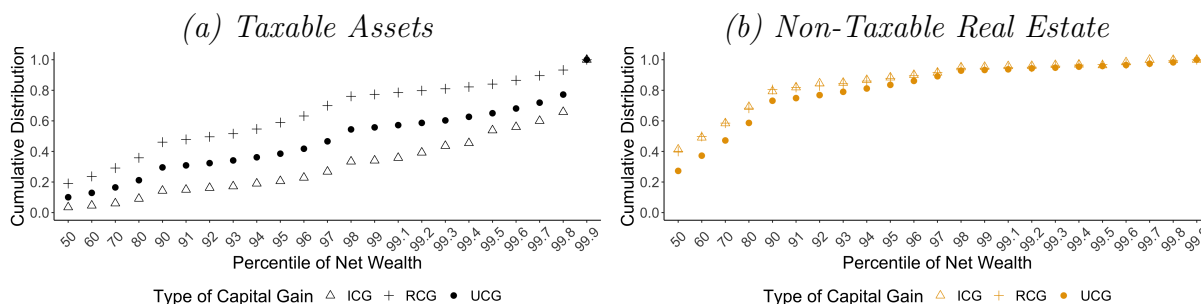 (a) Taxable Assets
(b) Non-Taxable Real Estate
Cumulative Distribution
1.0
0.8
0.6
0.4
0.2
0.0
50 60 70 80 90 91 92 93 94 95 96 97 98 99 99.1 99.2 99.3 99.4 99.5 99.6 99.7 99.8 99.9
Percentile of Net Wealth
Type of Capital Gain △ ICG + RCG ● UCG
Cumulative Distribution
1.0
0.8
0.6
0.4
0.2
0.0
50 60 70 80 90 91 92 93 94 95 96 97 98 99 99.1 99.2 99.3 99.4 99.5 99.6 99.7 99.8 99.9
Percentile of Net Wealth
Type of Capital Gain △ ICG + RCG ● UCG